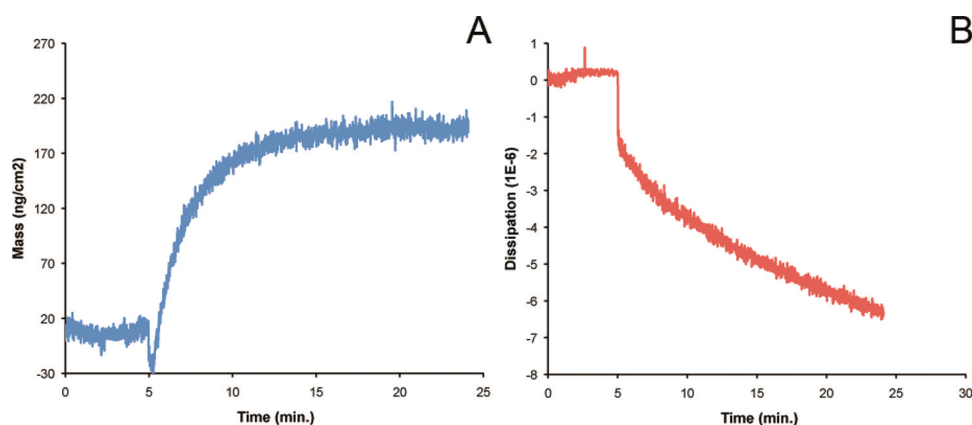 A
270
220
170
120
70
20
-30
Mass (ng/cm2)
0 5 10 15 20 25
Time (min.)
B
1
0
-1
-2
-3
-4
-5
-6
-7
-8
Dissipation (1E-6)
0 5 10 15 20 25 30
Time (min.)